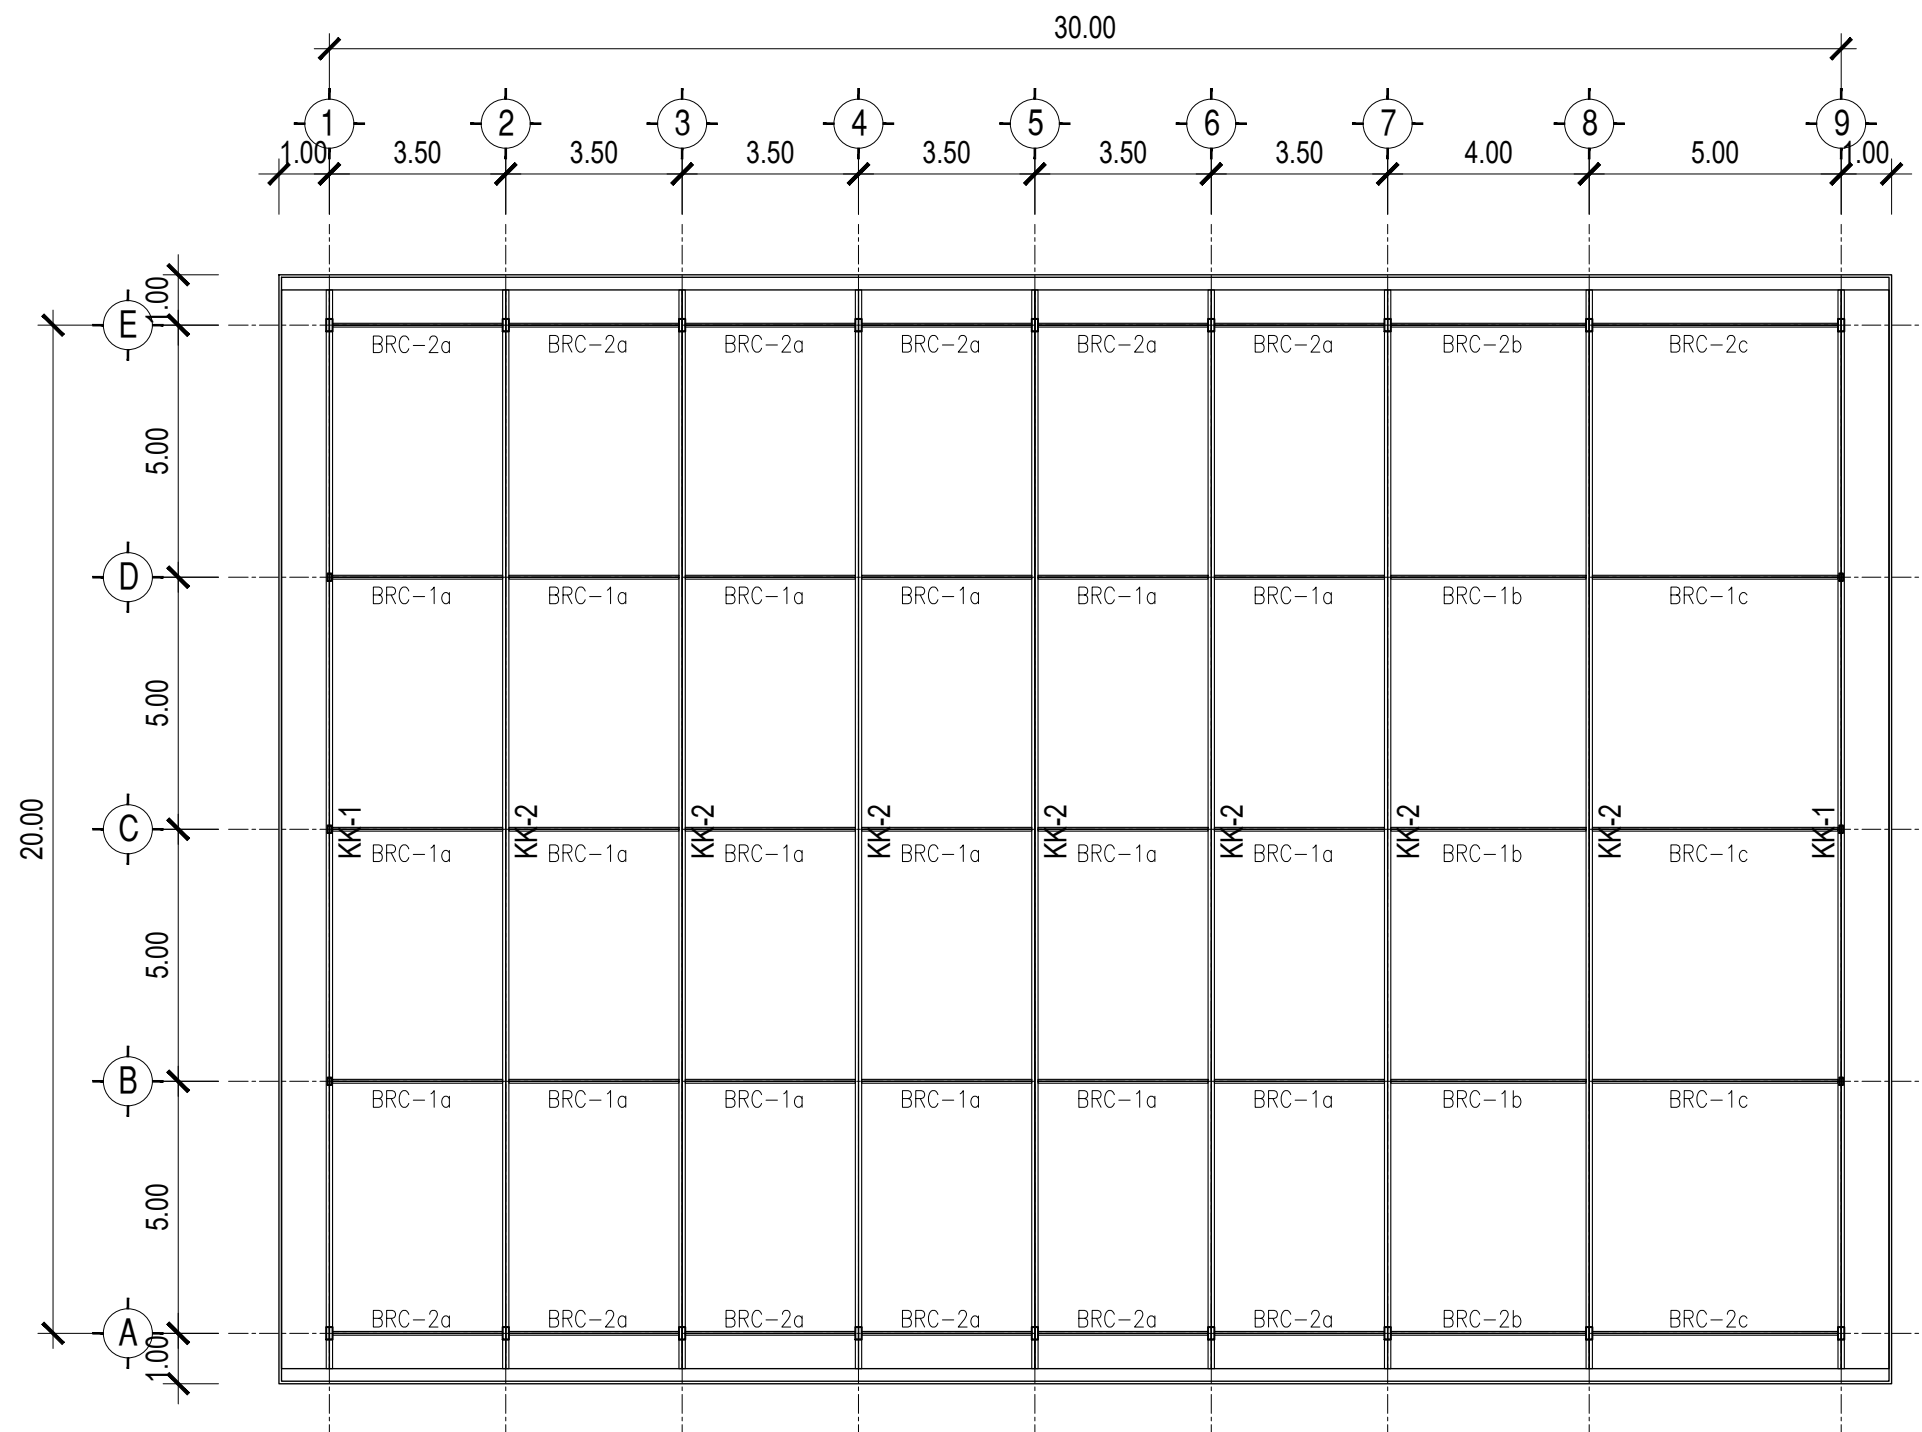 30.00
1 2 3 4 5 6 7 8 9
1.00 3.50 3.50 3.50 3.50 3.50 3.50 4.00 5.00 1.00
1.00
E
BRC-2a BRC-2a BRC-2a BRC-2a BRC-2a BRC-2a BRC-2b BRC-2c
5.00
D
BRC-1a BRC-1a BRC-1a BRC-1a BRC-1a BRC-1a BRC-1b BRC-1c
5.00
20.00
C
KK-1 KK-2 KK-2 KK-2 KK-2 KK-2 KK-2 KK-2 KK-1
BRC-1a BRC-1a BRC-1a BRC-1a BRC-1a BRC-1a BRC-1b BRC-1c
5.00
B
BRC-1a BRC-1a BRC-1a BRC-1a BRC-1a BRC-1a BRC-1b BRC-1c
5.00
BRC-2a BRC-2a BRC-2a BRC-2a BRC-2a BRC-2a BRC-2b BRC-2c
A
1.00